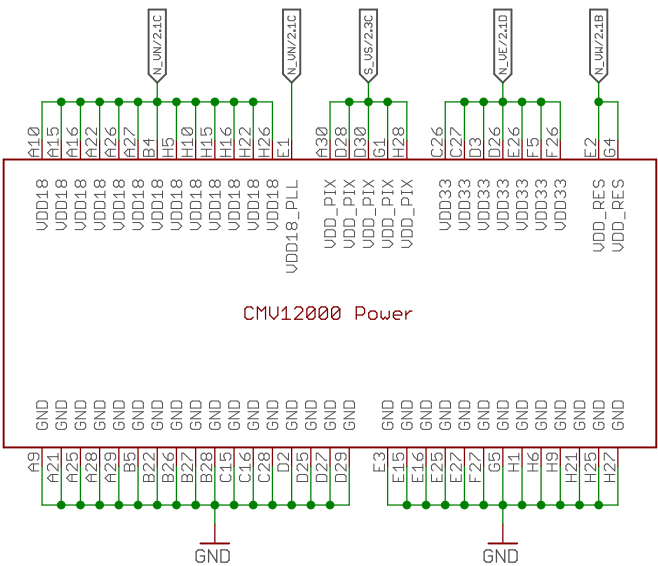 N_VN/2.1C N_VN/2.1C S_VS/2.3C N_VE/2.1D N_VW/2.1B
A10 A15 A16 A22 A26 A27 B4 H5 H10 H15 H16 H22 H26 E1 A30 D28 D30 G1 H28 C26 C27 D3 D26 E26 F5 F26 E2 G4
VDD18 VDD18 VDD18 VDD18 VDD18 VDD18 VDD18 VDD18 VDD18 VDD18 VDD18 VDD18 VDD18 VDD18_PLL VDD_PIX VDD_PIX VDD_PIX VDD_PIX VDD_PIX VDD33 VDD33 VDD33 VDD33 VDD33 VDD33 VDD33 VDD_RES VDD_RES
CMV12000 Power
GND GND GND GND GND GND GND GND GND GND GND GND GND GND GND GND GND GND GND GND GND GND GND GND GND GND GND GND GND GND
A9 A21 A25 A28 A29 B5 B22 B26 B27 B28 C15 C16 C28 D2 D25 D27 D29 E3 E15 E16 E25 E27 F27 G5 H1 H6 H9 H21 H25 H27
GND GND